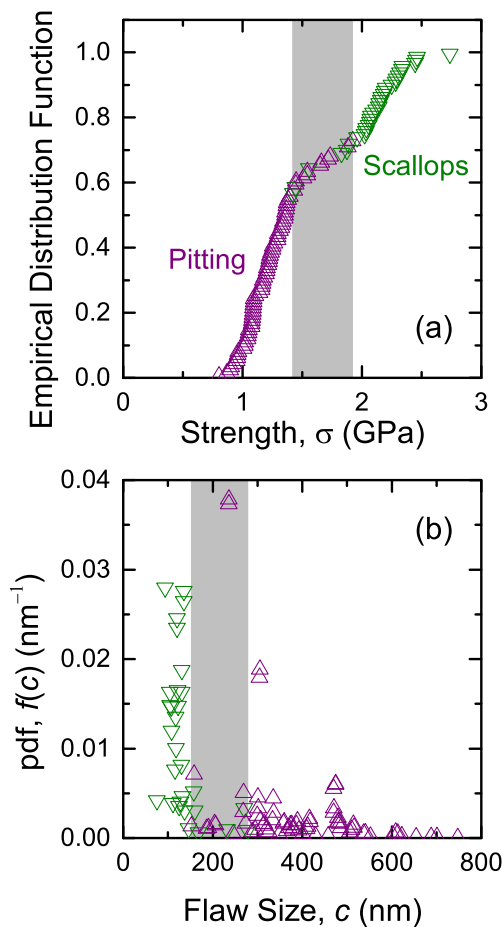 1.0
0.8
0.6
0.4
0.2
0.0
Empirical Distribution Function
Scallops
Pitting
(a)
0 1 2 3
Strength, σ (GPa)
0.04
0.03
0.02
0.01
0.00
pdf, f(c) (nm⁻¹)
(b)
0 200 400 600 800
Flaw Size, c (nm)